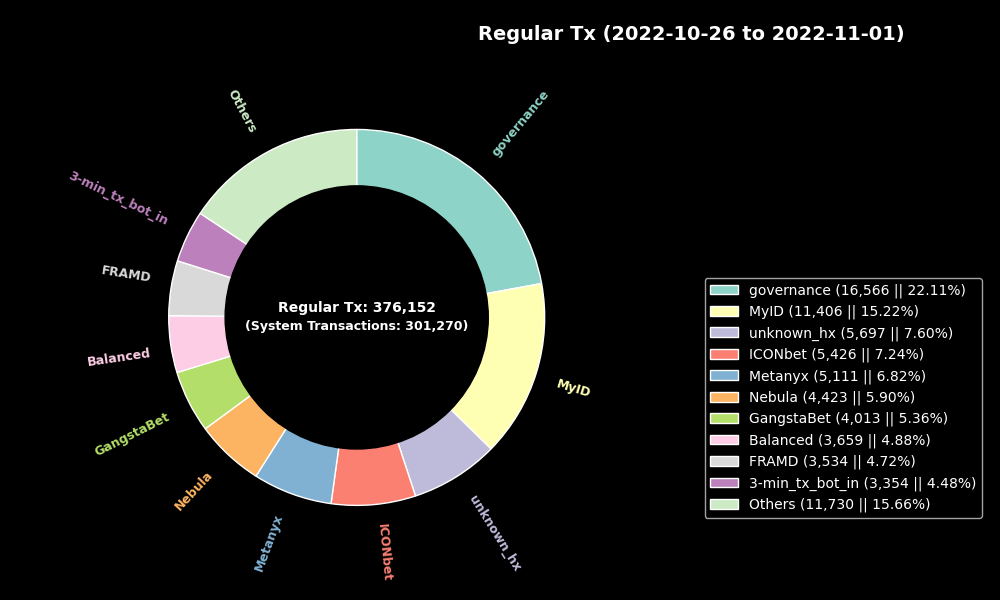 Regular Tx (2022-10-26 to 2022-11-01)
governance
Others
3-min_tx_bot_in
FRAMD
Balanced
GangstaBet
Nebula
Metanyx
ICONbet
unknown_hx
MyID
Regular Tx: 376,152
(System Transactions: 301,270)
governance (16,566 || 22.11%)
MyID (11,406 || 15.22%)
unknown_hx (5,697 || 7.60%)
ICONbet (5,426 || 7.24%)
Metanyx (5,111 || 6.82%)
Nebula (4,423 || 5.90%)
GangstaBet (4,013 || 5.36%)
Balanced (3,659 || 4.88%)
FRAMD (3,534 || 4.72%)
3-min_tx_bot_in (3,354 || 4.48%)
Others (11,730 || 15.66%)